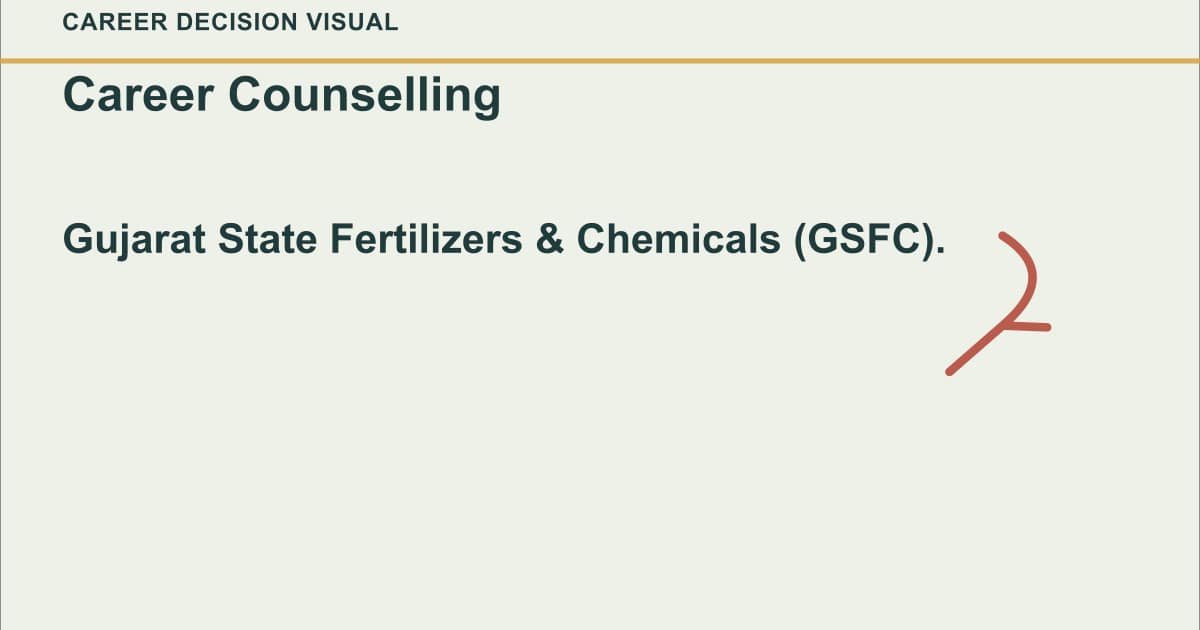 CAREER DECISION VISUAL
Career Counselling
Gujarat State Fertilizers & Chemicals (GSFC).